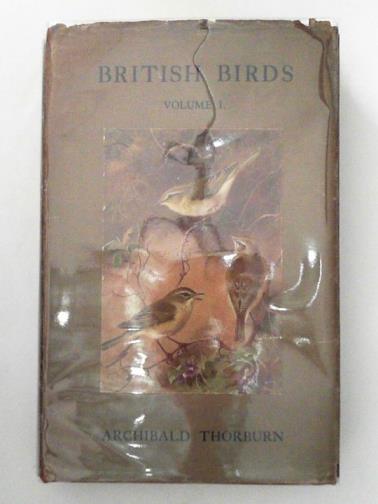 BRITISH BIRDS
VOLUME I.
ARCHIBALD THORBURN